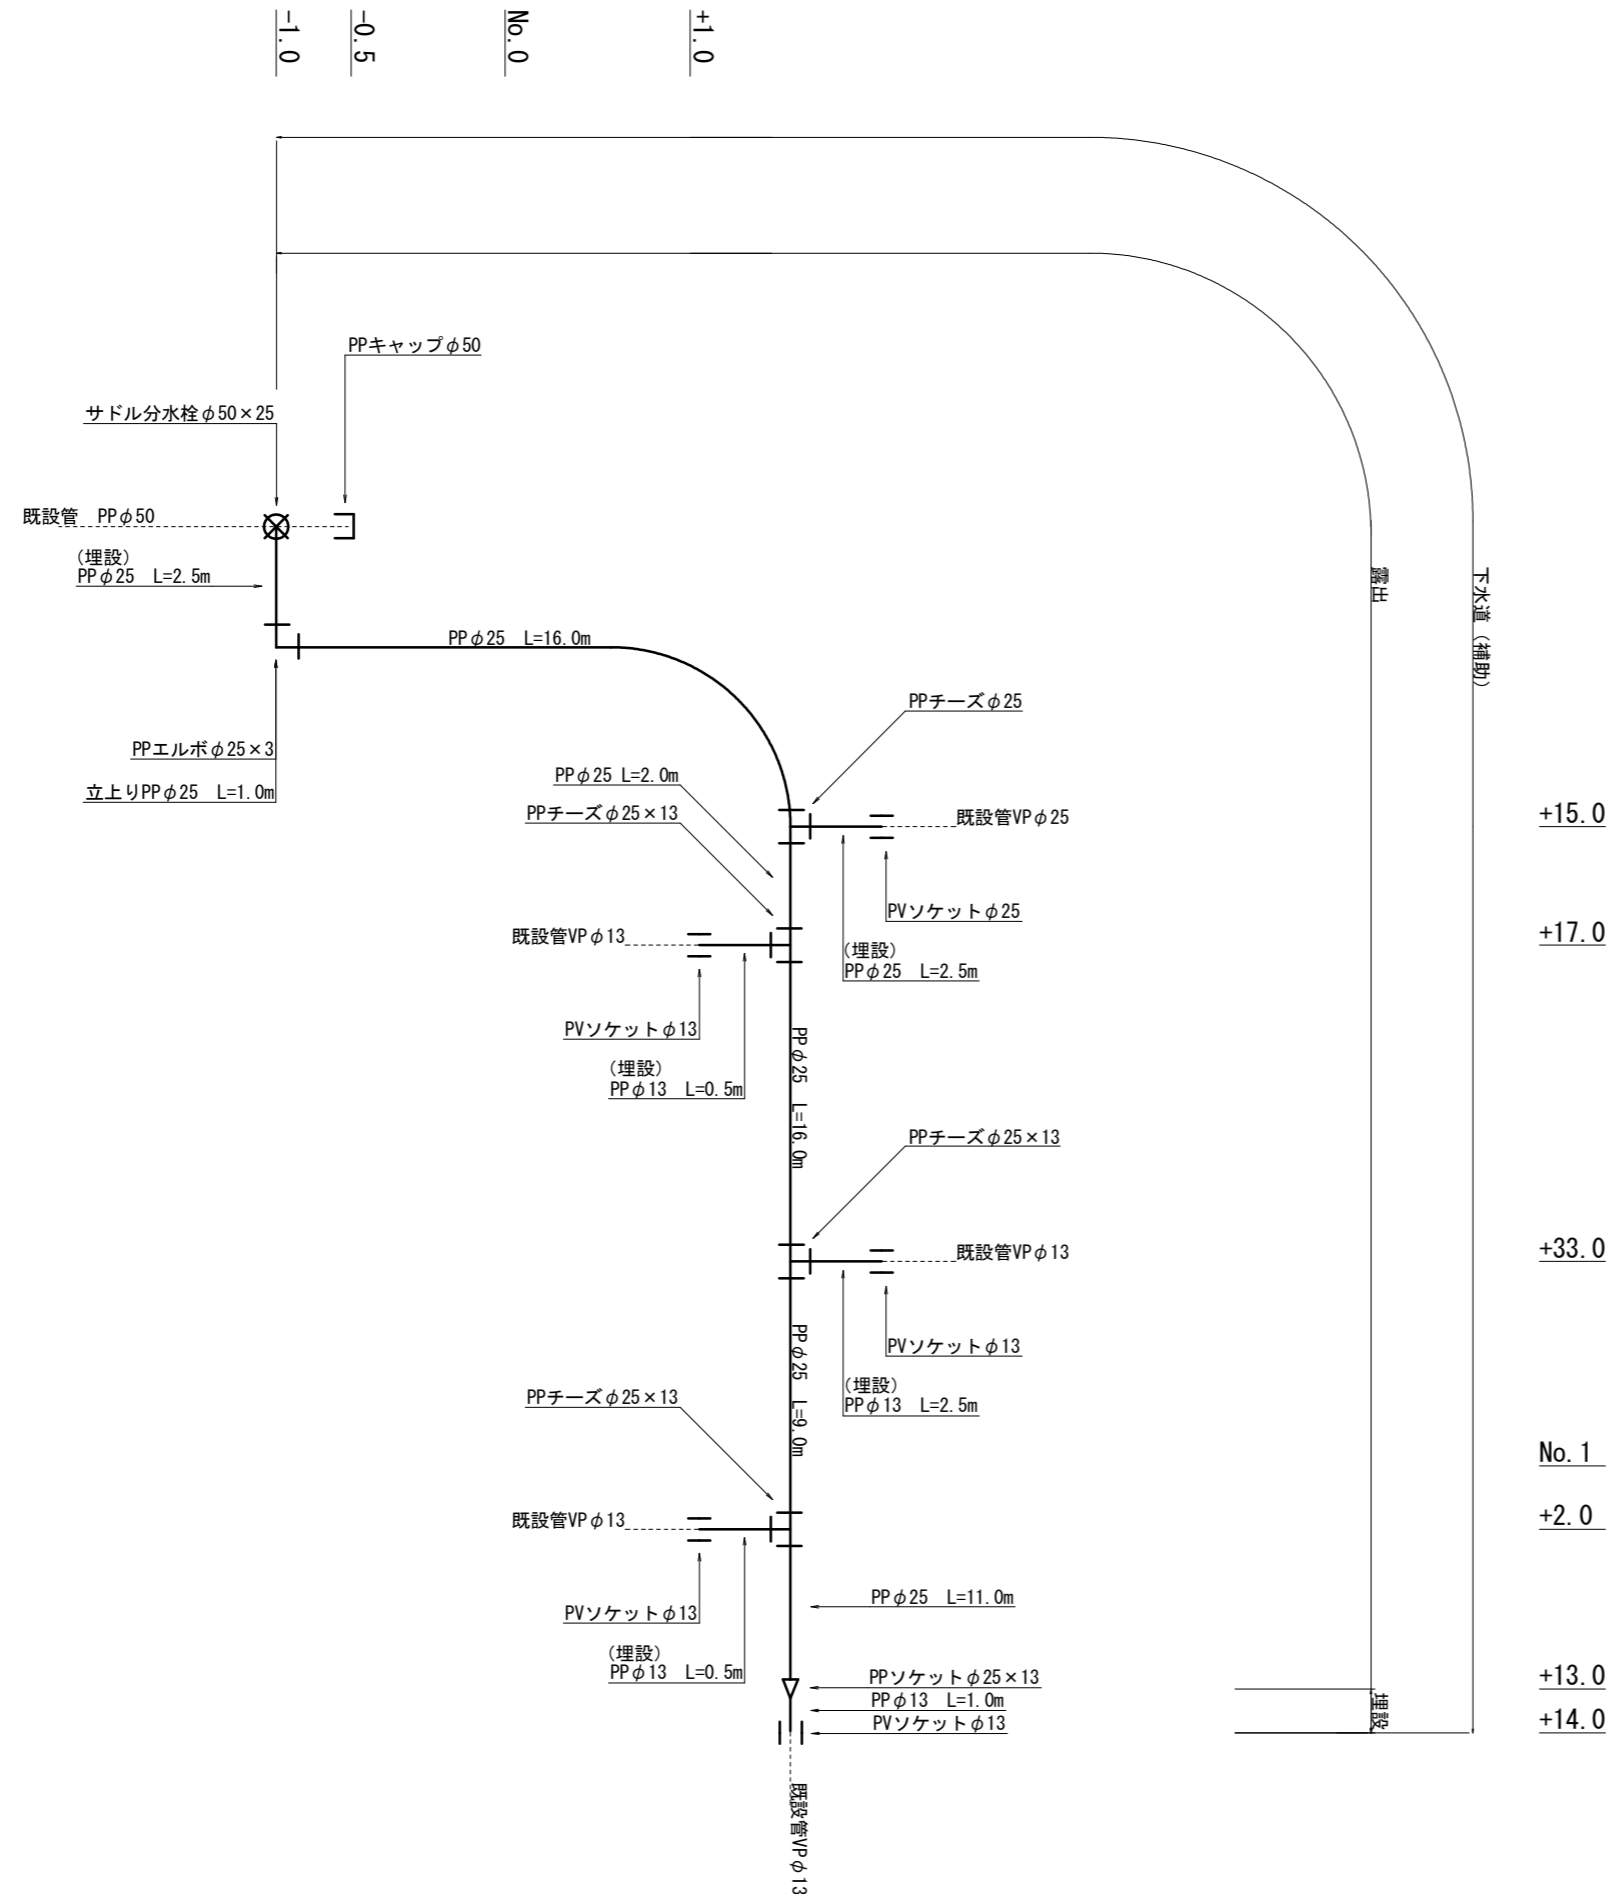 -1.0
-0.5
No.0
+1.0
PPキャップφ50
サドル分水栓φ50×25
既設管　PPφ50
(埋設)
PPφ25　L=2.5m
露出
下水道（補助）
PPφ25　L=16.0m
PPチーズφ25
PPエルボφ25×3
立上りPPφ25　L=1.0m
PPφ25 L=2.0m
PPチーズφ25×13
既設管VPφ25
+15.0
PVソケットφ25
既設管VPφ13
+17.0
(埋設)
PPφ25　L=2.5m
PVソケットφ13
(埋設)
PPφ13　L=0.5m
PPφ25　L=16.0m
PPチーズφ25×13
既設管VPφ13
+33.0
PVソケットφ13
PPφ25　L=9.0m
(埋設)
PPφ13　L=2.5m
PPチーズφ25×13
No.1
既設管VPφ13
+2.0
PVソケットφ13
PPφ25　L=11.0m
(埋設)
PPφ13　L=0.5m
PPソケットφ25×13
+13.0
PPφ13　L=1.0m
埋設
PVソケットφ13
+14.0
既設管VPφ13